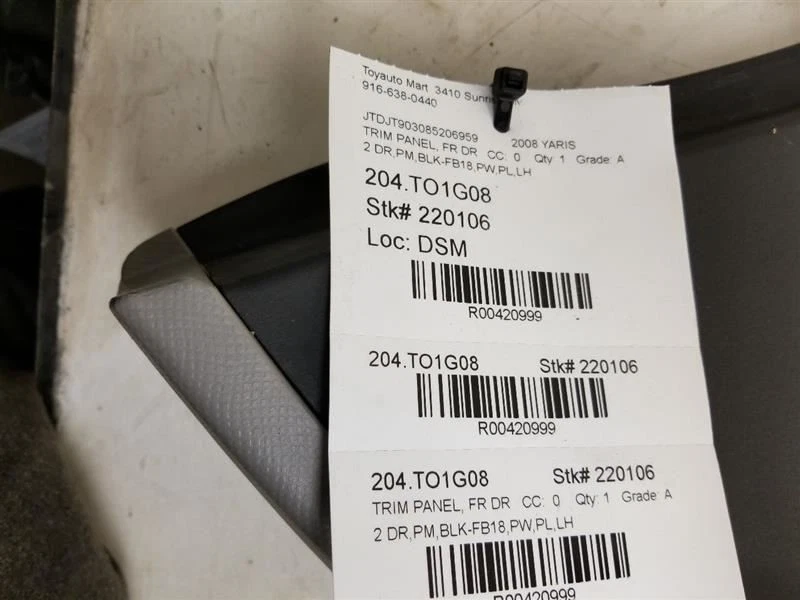 Toyauto Mart 3410
916-638-0440
JTDJT903085206959 2008 YARIS
TRIM PANEL, FR DR CC: 0 Qty: 1 Grade: A
2 DR,PM,BLK-FB18,PW,PL,LH
204.TO1G08
Stk# 220106
Loc: DSM
R00420999
204.TO1G08 Stk# 220106
R00420999
204.TO1G08 Stk# 220106
TRIM PANEL, FR DR CC: 0 Qty: 1 Grade: A
2 DR,PM,BLK-FB18,PW,PL,LH
R00420999